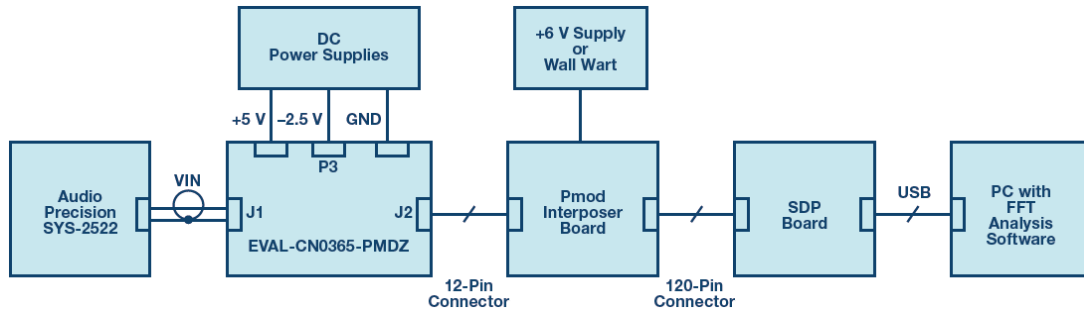 DC
Power Supplies
+6 V Supply
or
Wall Wart
+5 V
–2.5 V
GND
P3
VIN
Audio
Precision
SYS-2522
J1
J2
EVAL-CN0365-PMDZ
12-Pin
Connector
Pmod
Interposer
Board
120-Pin
Connector
SDP
Board
USB
PC with
FFT
Analysis
Software